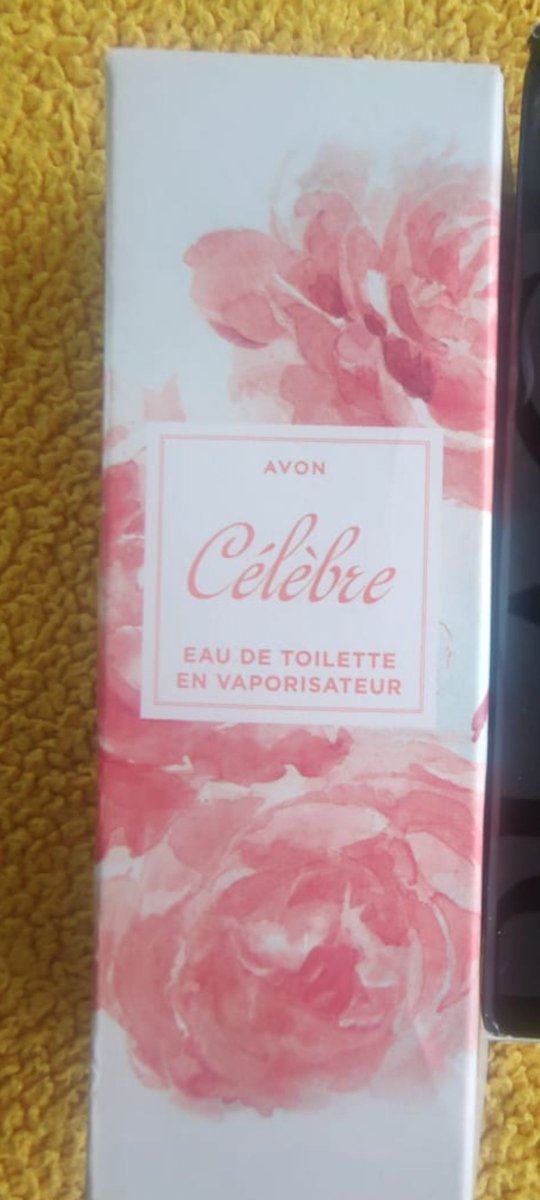 AVON
Célèbre
EAU DE TOILETTE
EN VAPORISATEUR